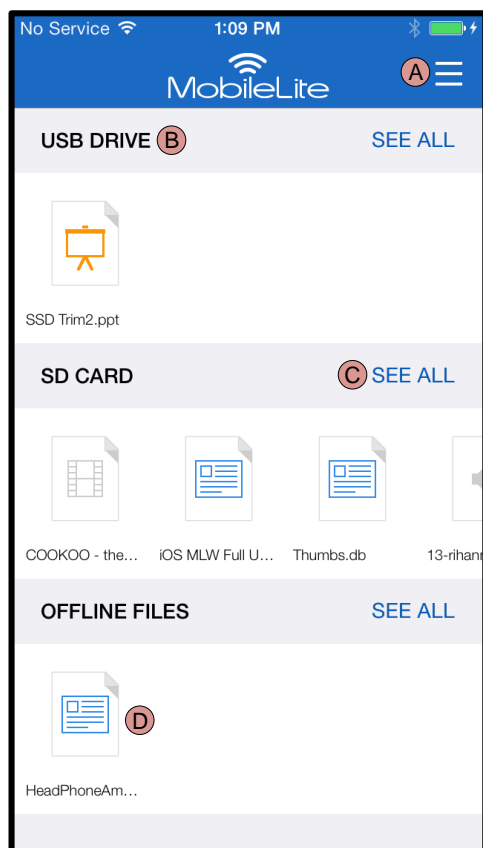 No Service 1:09 PM
MobileLite A
USB DRIVE B SEE ALL
SSD Trim2.ppt
SD CARD C SEE ALL
COOKOO - the... iOS MLW Full U... Thumbs.db 13-rihann
OFFLINE FILES SEE ALL
D
HeadPhoneAm...